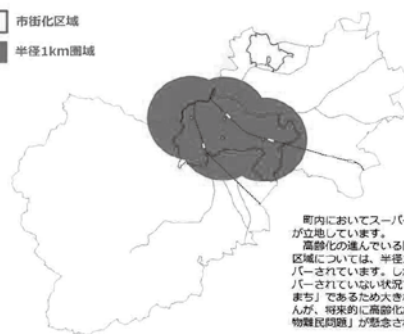 市街化区域
半径1km圏域
町内においてスーパ
が立地しています。
高齢化の進んでいる
区域については、半径
バーされています。しか
バーされていない状況
まち」であるため大き
んが、将来的に高齢化
物難民問題」が懸念さ